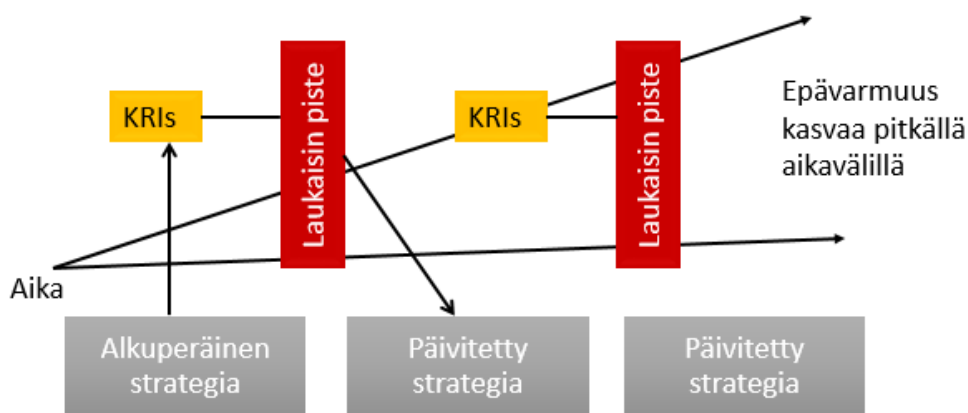 KRIs
Laukaisin piste
KRIs
Laukaisin piste
Epävarmuus
kasvaa pitkällä
aikavälillä
Aika
Alkuperäinen
strategia
Päivitetty
strategia
Päivitetty
strategia